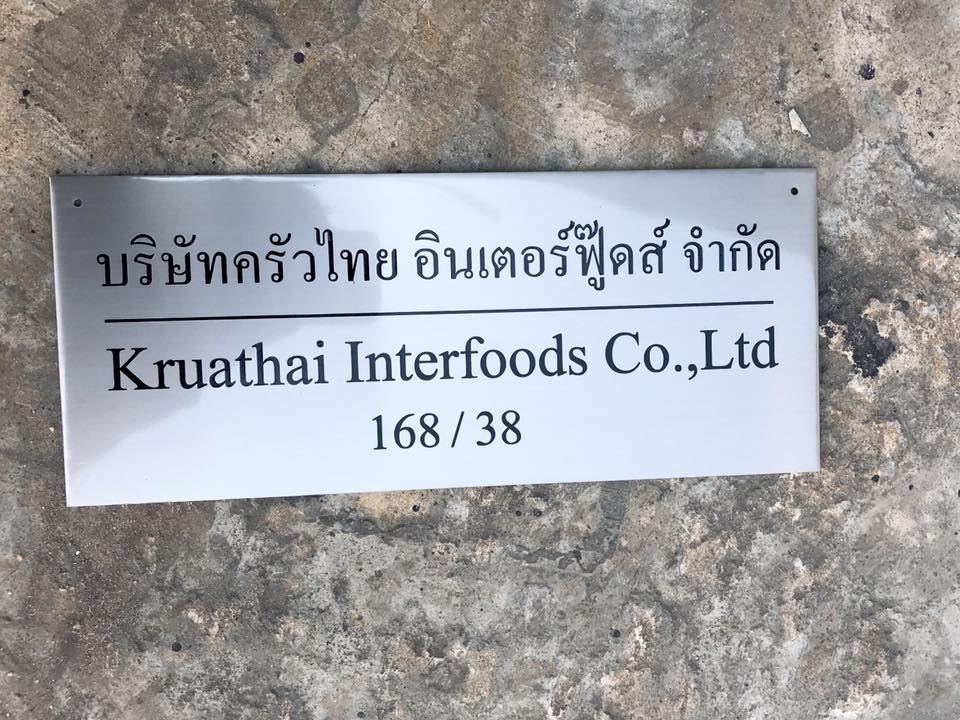 บริษัทครัวไทย อินเตอร์ฟู๊ดส์ จำกัด
Kruathai Interfoods Co.,Ltd
168 / 38